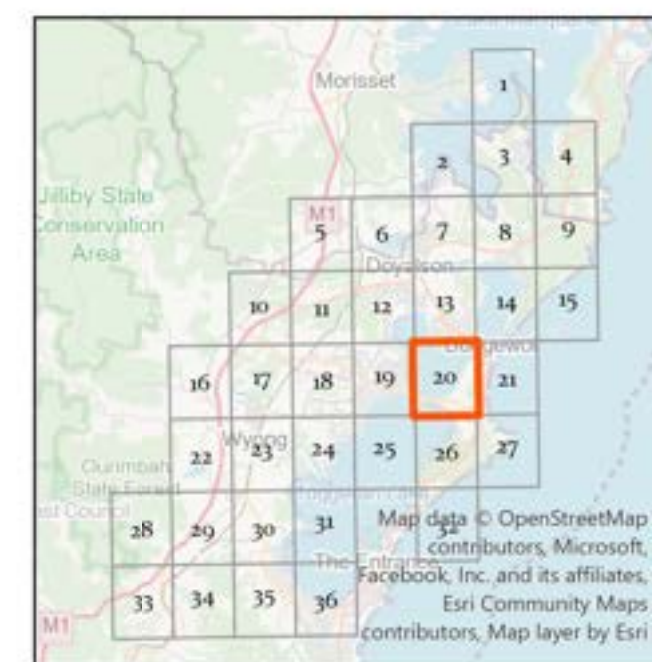 Morisset
1
2 3 4
Jilliby State
Conservation
Area
M1
5 6 7 8 9
Doyalson
10 11 12 13 14 15
16 17 18 19 20 21
Wyong
22 23 24 25 26 27
Ourimbah
State Forest
Map data © OpenStreetMap
28 29 30 31 32
contributors, Microsoft,
The Entrance
Facebook, Inc. and its affiliates,
33 34 35 36
Esri Community Maps
M1
contributors, Map layer by Esri